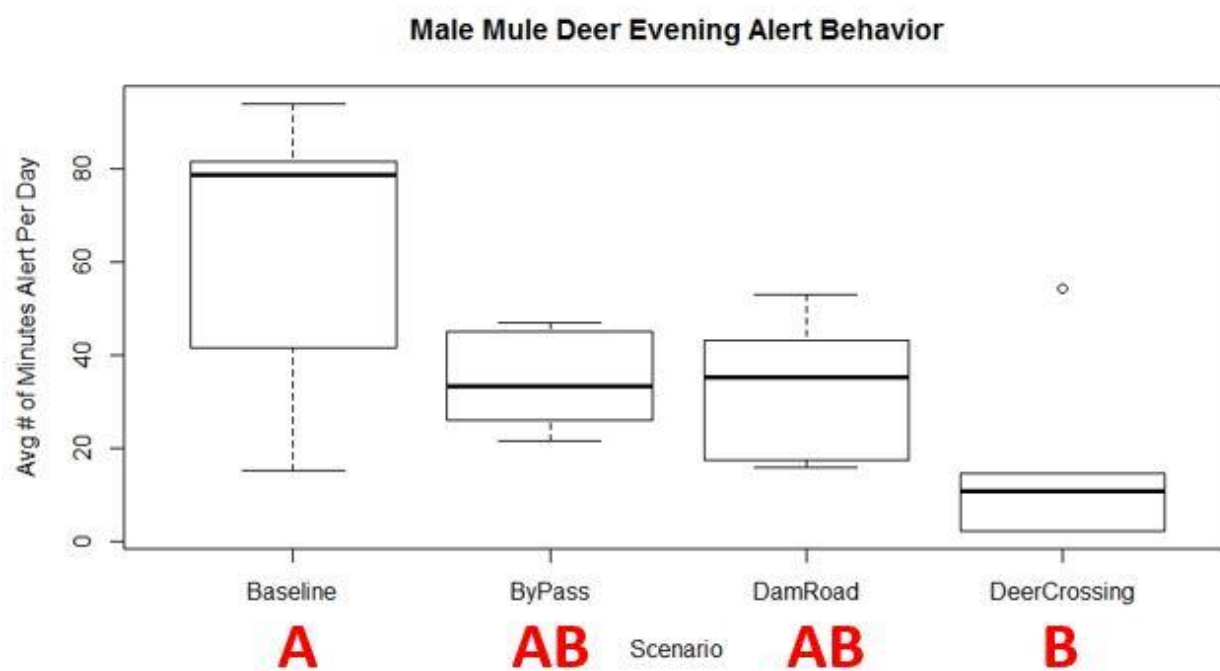 Male Mule Deer Evening Alert Behavior
Avg # of Minutes Alert Per Day
80
60
40
20
0
Baseline ByPass DamRoad DeerCrossing
A AB Scenario AB B